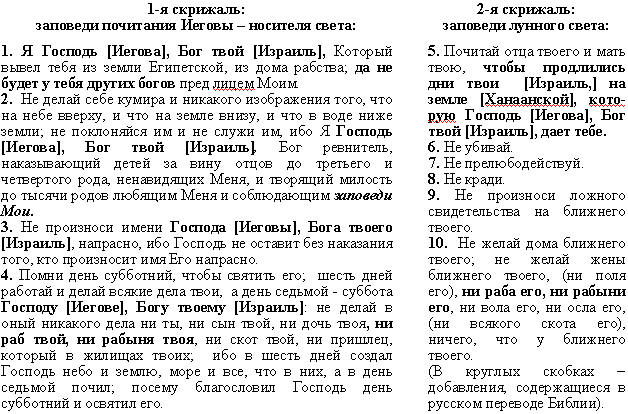 1-я скрижаль:
заповеди почитания Иеговы – носителя света:
1. Я Господь [Иегова], Бог твой [Израиль], Который
вывел тебя из земли Египетской, из дома рабства; да не
будет у тебя других богов пред лицем Моим.
2. Не делай себе кумира и никакого изображения того, что
на небе вверху, и что на земле внизу, и что в воде ниже
земли; не поклоняйся им и не служи им, ибо Я Господь
[Иегова], Бог твой [Израиль], Бог ревнитель,
наказывающий детей за вину отцов до третьего и
четвертого рода, ненавидящих Меня, и творящий милость
до тысячи родов любящим Меня и соблюдающим заповеди
Мои.
3. Не произноси имени Господа [Иеговы], Бога твоего
[Израиль], напрасно, ибо Господь не оставит без наказания
того, кто произносит имя Его напрасно.
4. Помни день субботний, чтобы святить его; шесть дней
работай и делай всякие дела твои, а день седьмой - суббота
Господу [Иегове], Богу твоему [Израиль]: не делай в
оный никакого дела ни ты, ни сын твой, ни дочь твоя, ни
раб твой, ни рабыня твоя, ни скот твой, ни пришлец,
который в жилищах твоих; ибо в шесть дней создал
Господь небо и землю, море и все, что в них, а в день
седьмой почил; посему благословил Господь день
субботний и освятил его.
2-я скрижаль:
заповеди лунного света:
5. Почитай отца твоего и мать
твою, чтобы продлились
дни твои [Израиль,] на
земле [Ханаанской], кото-
рую Господь [Иегова], Бог
твой [Израиль], дает тебе.
6. Не убивай.
7. Не прелюбодействуй.
8. Не кради.
9. Не произноси ложного
свидетельства на ближнего
твоего.
10. Не желай дома ближнего
твоего; не желай жены
ближнего твоего, (ни поля
его), ни раба его, ни рабыни
его, ни вола его, ни осла его,
(ни всякого скота его),
ничего, что у ближнего
твоего.
(В круглых скобках –
добавления, содержащиеся в
русском переводе Библии).